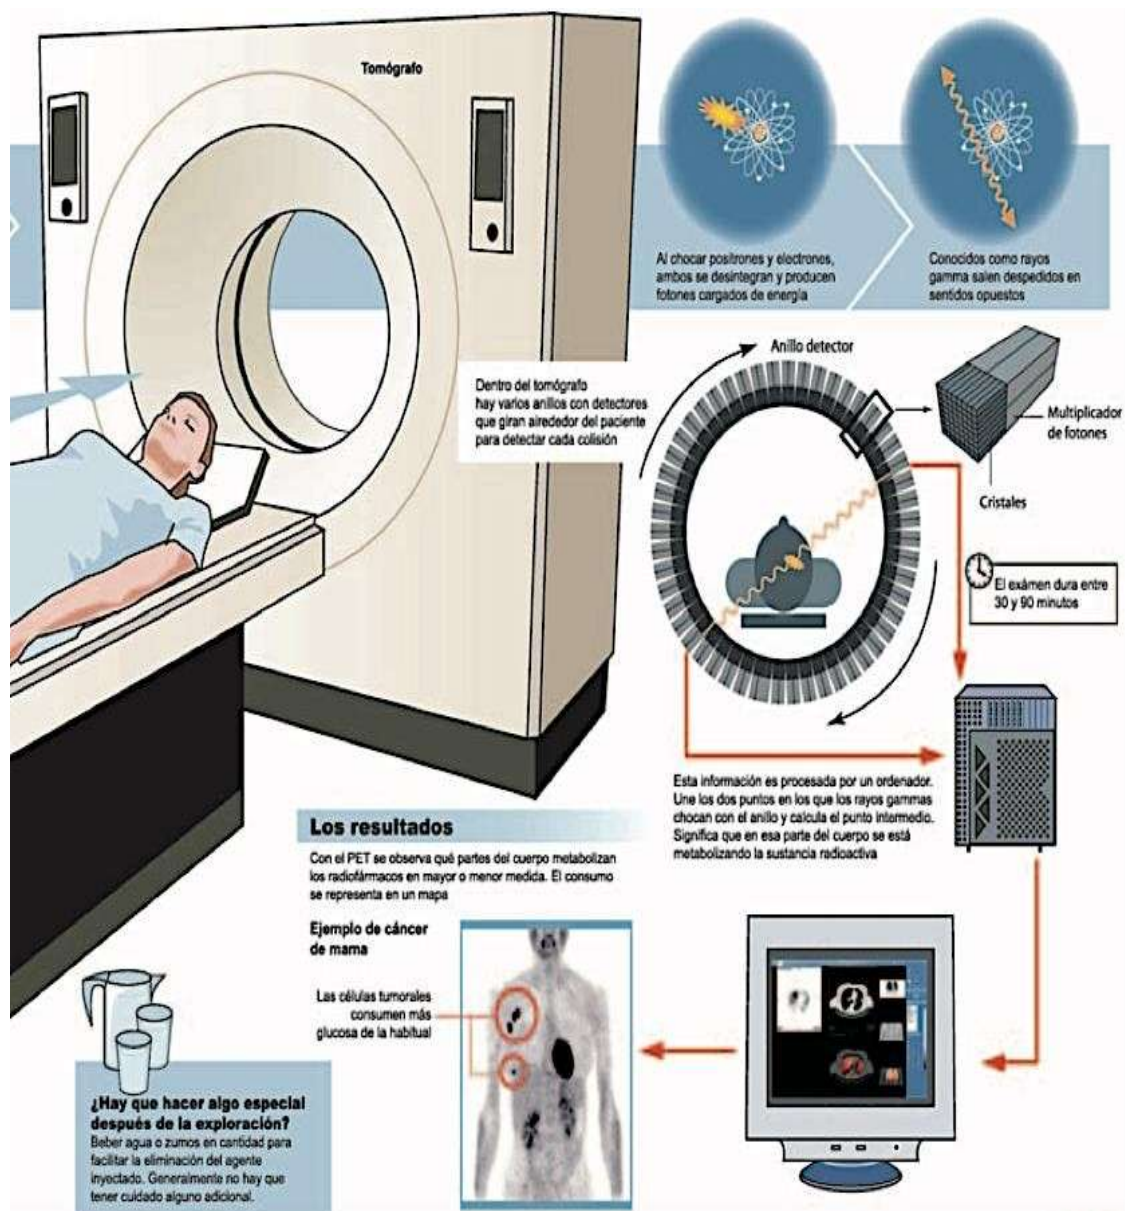 Tomógrafo
Al chocar positrones y electrones,
ambos se desintegran y producen
fotones cargados de energía
Conocidos como rayos
gamma salen despedidos en
sentidos opuestos
Dentro del tomógrafo
hay varios anillos con detectores
que giran alrededor del paciente
para detectar cada colisión
Anillo detector
Multiplicador
de fotones
Cristales
El exámen dura entre
30 y 90 minutos
Esta información es procesada por un ordenador.
Une los dos puntos en los que los rayos gammas
chocan con el anillo y calcula el punto intermedio.
Significa que en esa parte del cuerpo se está
metabolizando la sustancia radioactiva
Los resultados
Con el PET se observa qué partes del cuerpo metabolizan
los radiofármacos en mayor o menor medida. El consumo
se representa en un mapa
Ejemplo de cáncer
de mama
Las células tumorales
consumen más
glucosa de la habitual
¿Hay que hacer algo especial
después de la exploración?
Beber agua o zumos en cantidad para
facilitar la eliminación del agente
inyectado. Generalmente no hay que
tener cuidado alguno adicional.